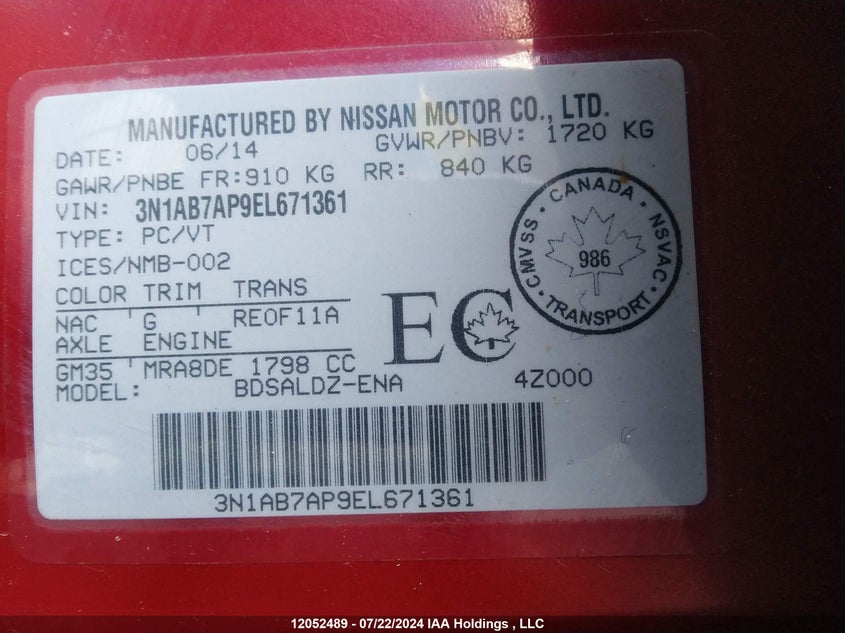 MANUFACTURED BY NISSAN MOTOR CO., LTD.
DATE: 06/14 GVWR/PNBV: 1720 KG
GAWR/PNBE FR:910 KG RR: 840 KG
VIN: 3N1AB7AP9EL671361
TYPE: PC/VT
ICES/NMB-002
COLOR TRIM TRANS
NAC G RE0F11A
AXLE ENGINE
GM35 MRA8DE 1798 CC
MODEL: BDSALDZ-ENA 4Z000
EC
· CANADA · NSVAC · TRANSPORT · CMVSS
986
3N1AB7AP9EL671361
12052489 - 07/22/2024 IAA Holdings , LLC